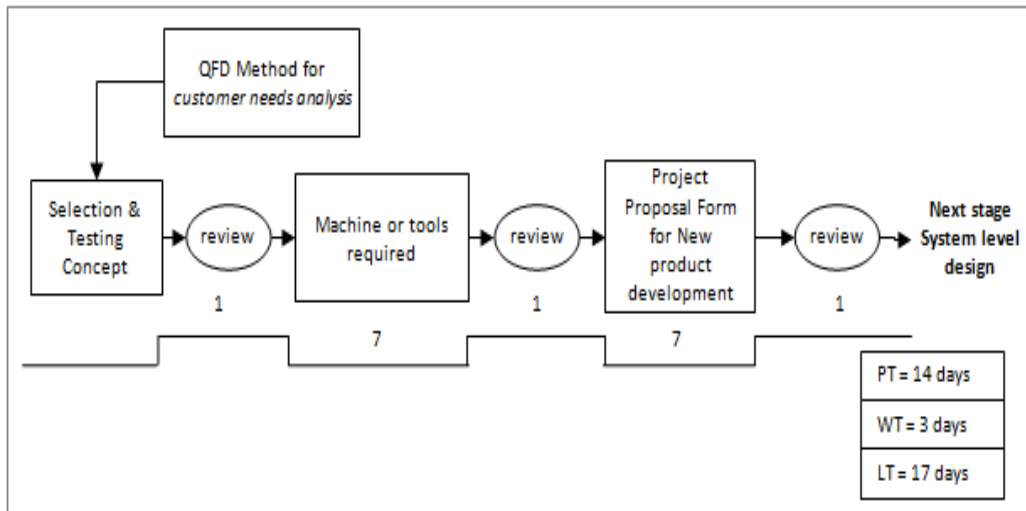 QFD Method for
customer needs analysis
Selection &
Testing
Concept
review
Machine or tools
required
review
Project
Proposal Form
for New
product
development
review
Next stage
System level
design
1
7
1
7
1
PT = 14 days
WT = 3 days
LT = 17 days